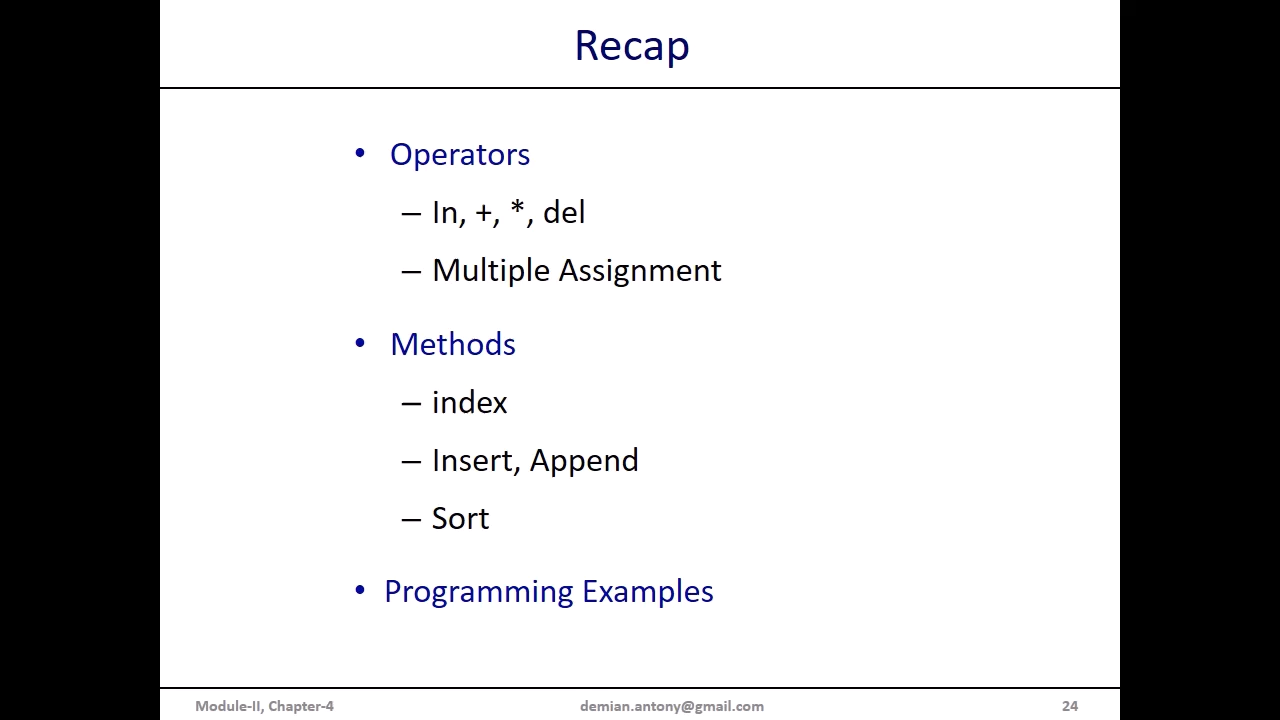 Recap
• Operators
– In, +, *, del
– Multiple Assignment
• Methods
– index
– Insert, Append
– Sort
• Programming Examples
Module-II, Chapter-4
demian.antony@gmail.com
24